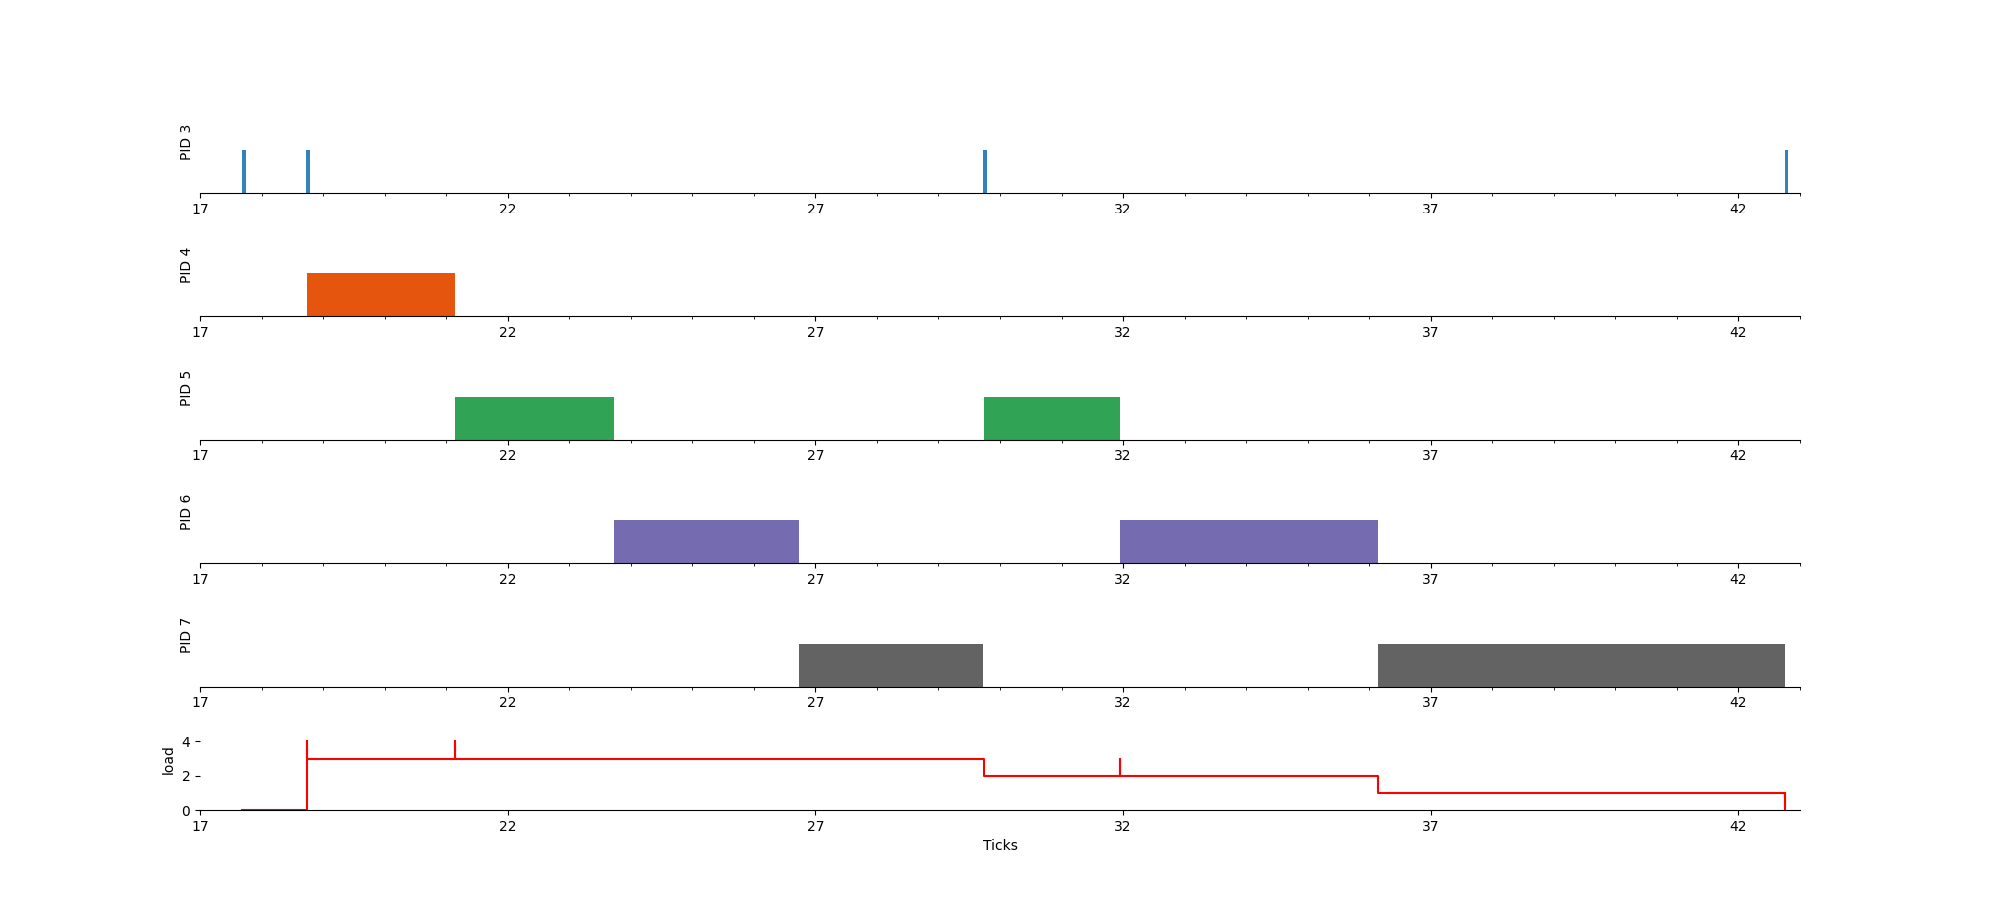 PID 3
17 22 27 32 37 42
PID 4
17 22 27 32 37 42
PID 5
17 22 27 32 37 42
PID 6
17 22 27 32 37 42
PID 7
17 22 27 32 37 42
load
4
2
0
17 22 27 32 37 42
Ticks